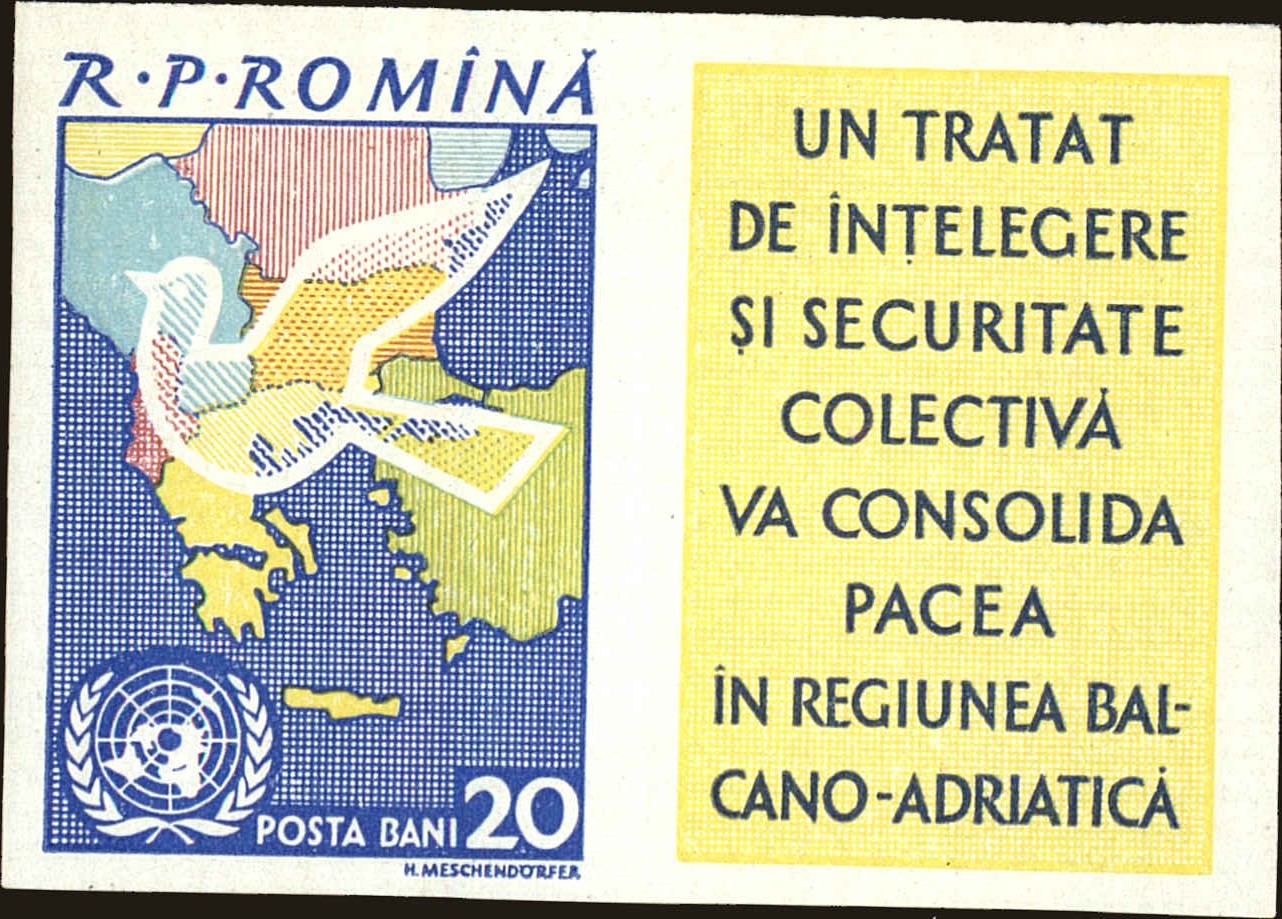 R·P·ROMÎNĂ
POSTA BANI 20
H. MESCHENDÖRFER
UN TRATAT
DE ÎNȚELEGERE
ȘI SECURITATE
COLECTIVĂ
VA CONSOLIDA
PACEA
ÎN REGIUNEA BAL-
CANO-ADRIATICĂ